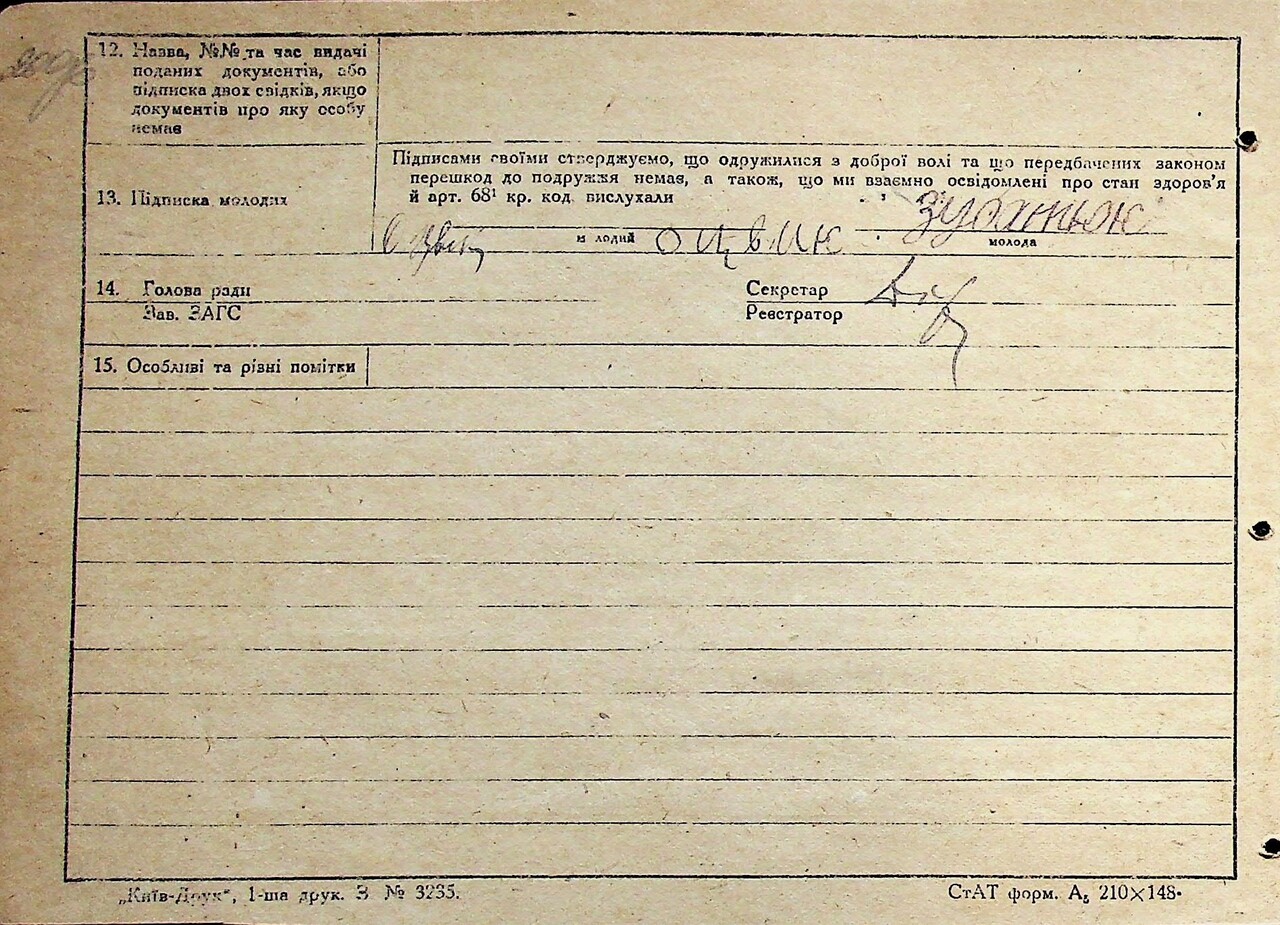 12. Назва, №№ та час видачі
поданих документів, або
підписка двох свідків, якщо
документів про яку особу
немає
Підписами своїми стверджуємо, що одружилися з доброї волі та що передбачених законом
перешкод до подружжя немає, а також, що ми взаємно освідомлені про стан здоров'я
й арт. 68¹ кр. код. вислухали
13. Підписка молодих
молодий
молода
14. Голова ради
Секретар
Зав. ЗАГС
Реєстратор
15. Особливі та різні помітки
„Київ-Друк", 1-ша друк. З № 3235.
СтАТ форм. А₅ 210×148